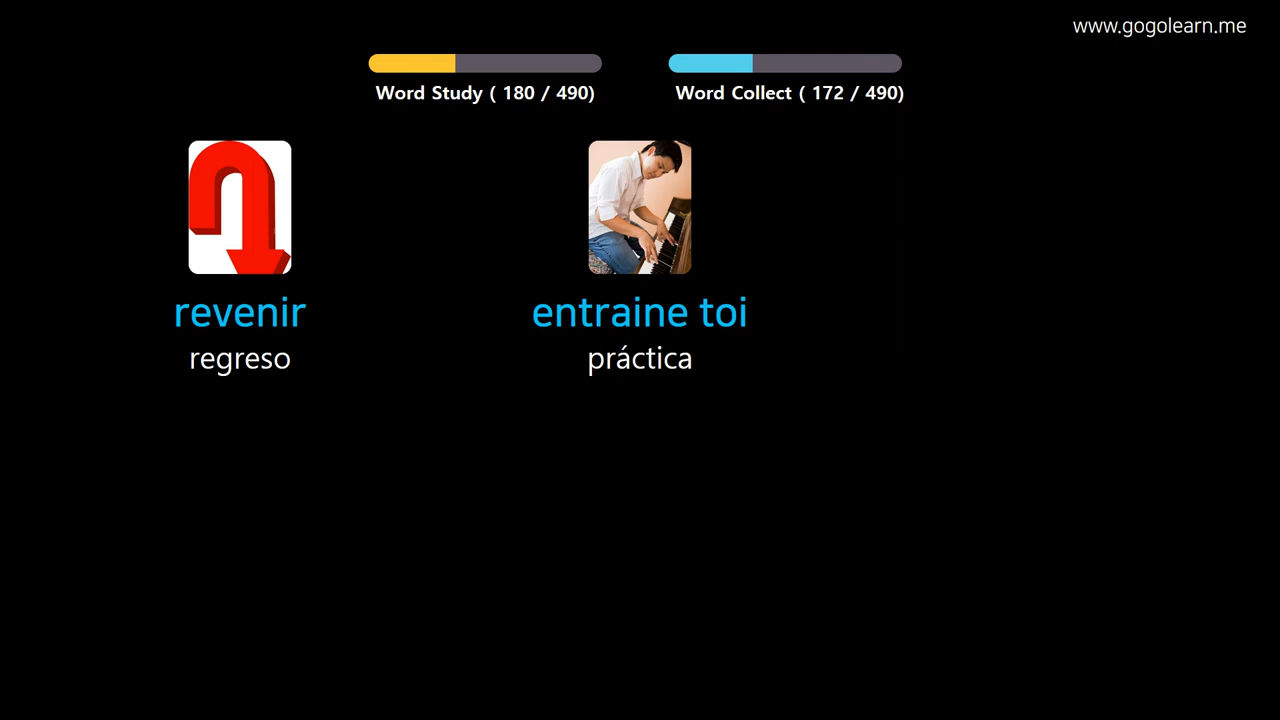 www.gogolearn.me
Word Study ( 180 / 490)
Word Collect ( 172 / 490)
revenir
regreso
entraine toi
práctica